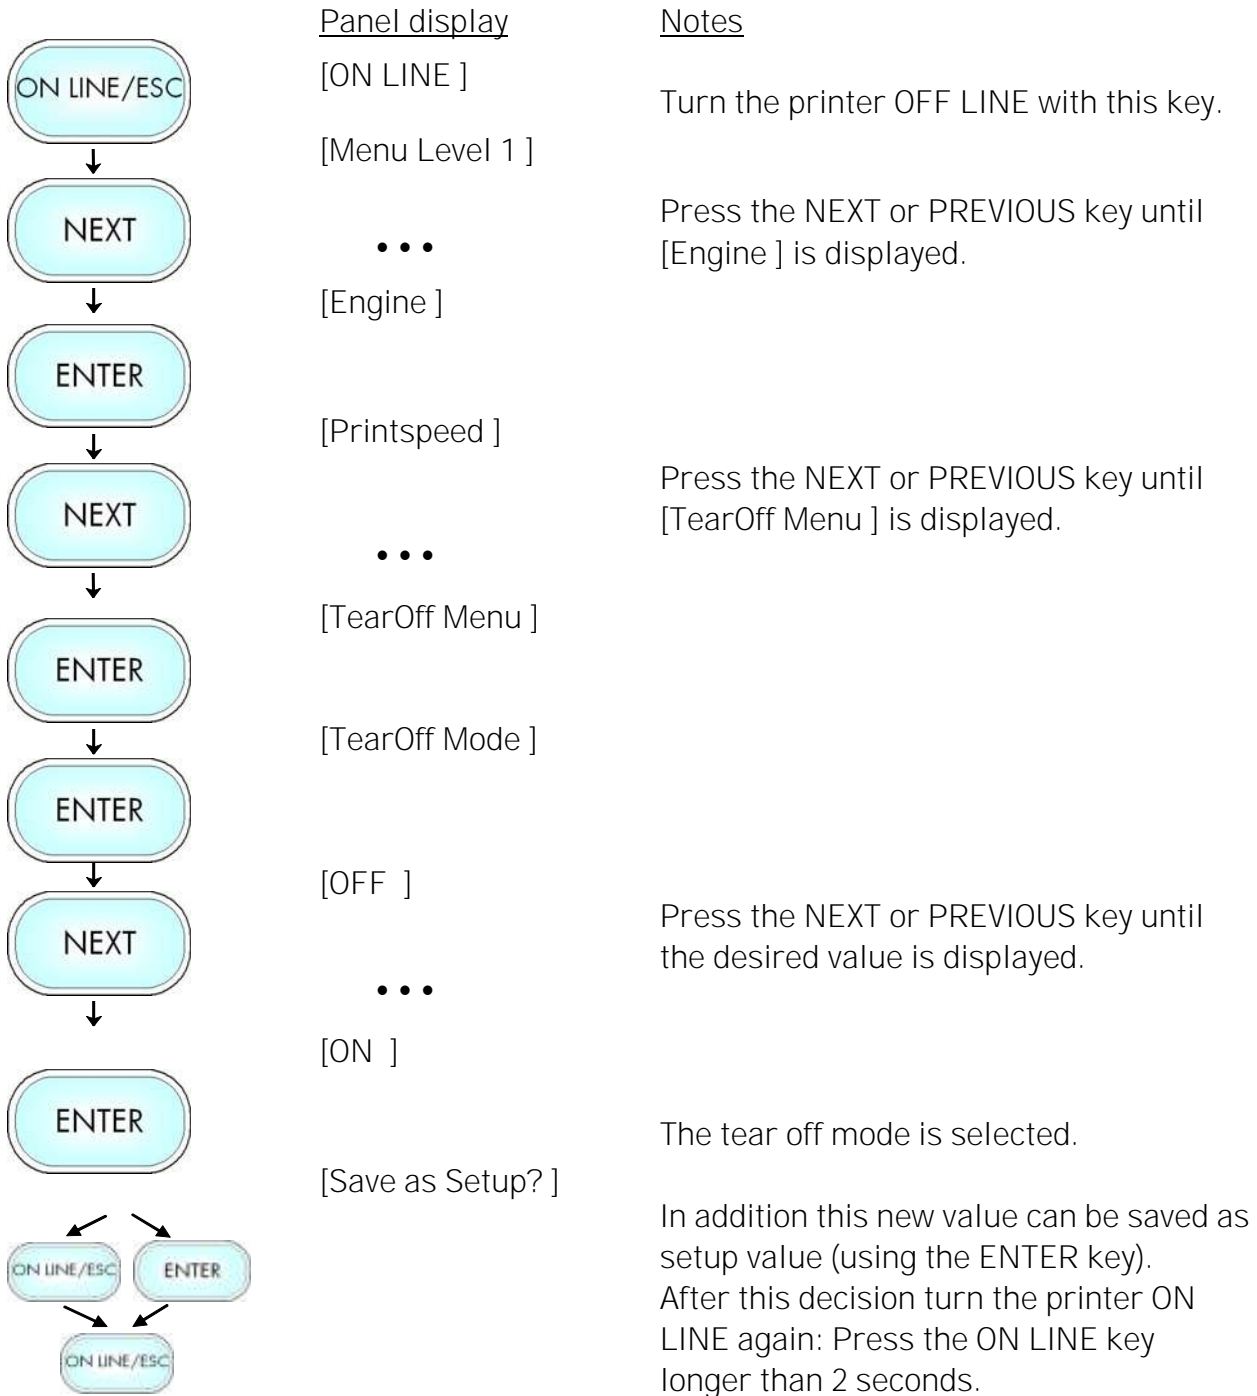 Panel display Notes
ON LINE/ESC
[ON LINE ]
Turn the printer OFF LINE with this key.
[Menu Level 1 ]
NEXT
Press the NEXT or PREVIOUS key until
[Engine ] is displayed.
• • •
[Engine ]
ENTER
[Printspeed ]
NEXT
Press the NEXT or PREVIOUS key until
[TearOff Menu ] is displayed.
• • •
[TearOff Menu ]
ENTER
[TearOff Mode ]
ENTER
[OFF ]
NEXT
Press the NEXT or PREVIOUS key until
the desired value is displayed.
• • •
[ON ]
ENTER
The tear off mode is selected.
[Save as Setup? ]
In addition this new value can be saved as
setup value (using the ENTER key).
After this decision turn the printer ON
LINE again: Press the ON LINE key
longer than 2 seconds.
ON LINE/ESC ENTER
ON LINE/ESC